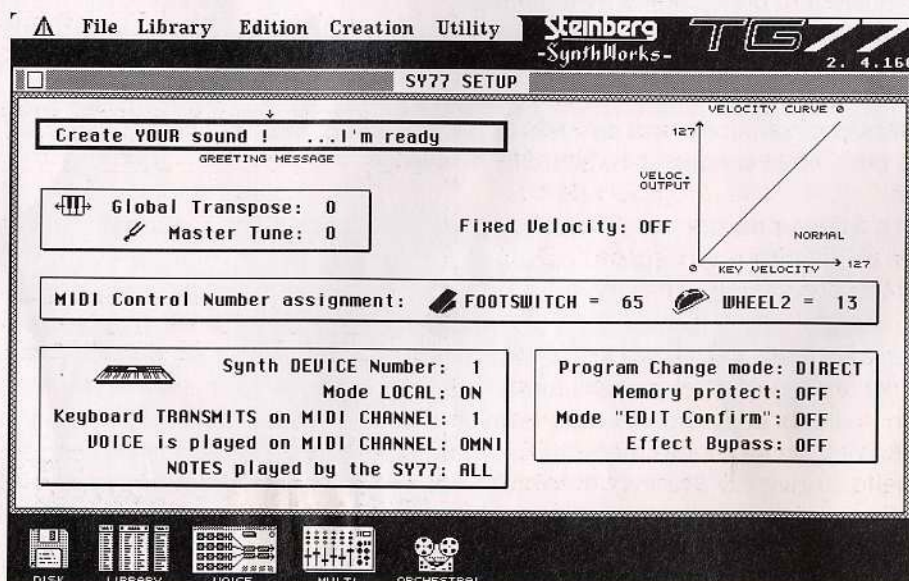 File Library Edition Creation Utility
Steinberg
-SynthWorks-
TG77
2. 4.160
SY77 SETUP
Create YOUR sound ! ...I'm ready
GREETING MESSAGE
VELOCITY CURVE 0
127
VELOC.
OUTPUT
NORMAL
0
KEY VELOCITY
127
Global Transpose: 0
Master Tune: 0
Fixed Velocity: OFF
MIDI Control Number assignment: FOOTSWITCH = 65 WHEEL2 = 13
Synth DEVICE Number: 1
Mode LOCAL: ON
Keyboard TRANSMITS on MIDI CHANNEL: 1
VOICE is played on MIDI CHANNEL: OMNI
NOTES played by the SY77: ALL
Program Change mode: DIRECT
Memory protect: OFF
Mode "EDIT Confirm": OFF
Effect Bypass: OFF
DISK LIBRARY VOICE MULTI ORCHESTRAL